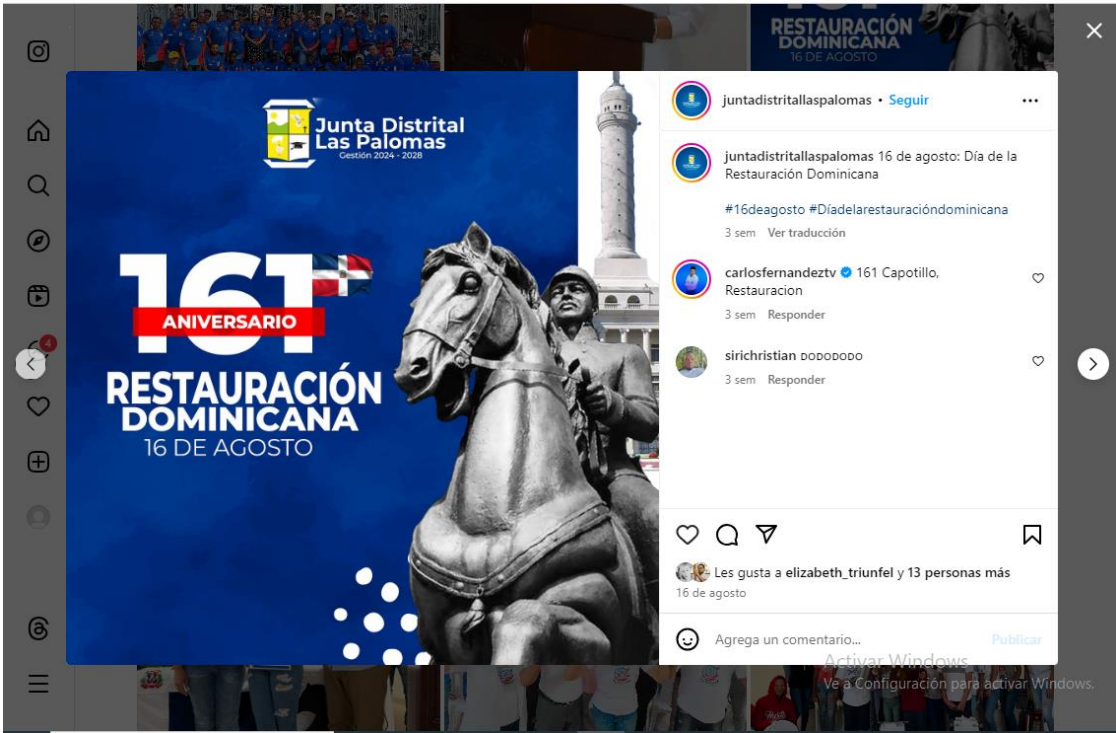 RESTAURACIÓN
DOMINICANA
16 DE AGOSTO
Junta Distrital
Las Palomas
Gestión 2024 - 2028
161
ANIVERSARIO
RESTAURACIÓN
DOMINICANA
16 DE AGOSTO
4
juntadistritallaspalomas • Seguir
juntadistritallaspalomas 16 de agosto: Día de la
Restauración Dominicana
#16deagosto #Díadelarestauracióndominicana
3 sem Ver traducción
carlosfernandeztv 161 Capotillo,
Restauracion
3 sem Responder
sirichristian ᴅᴏᴅᴏᴅᴏᴅᴏ
3 sem Responder
Les gusta a elizabeth_triunfel y 13 personas más
16 de agosto
Agrega un comentario...
Publicar
Activar Windows
Ve a Configuración para activar Windows.